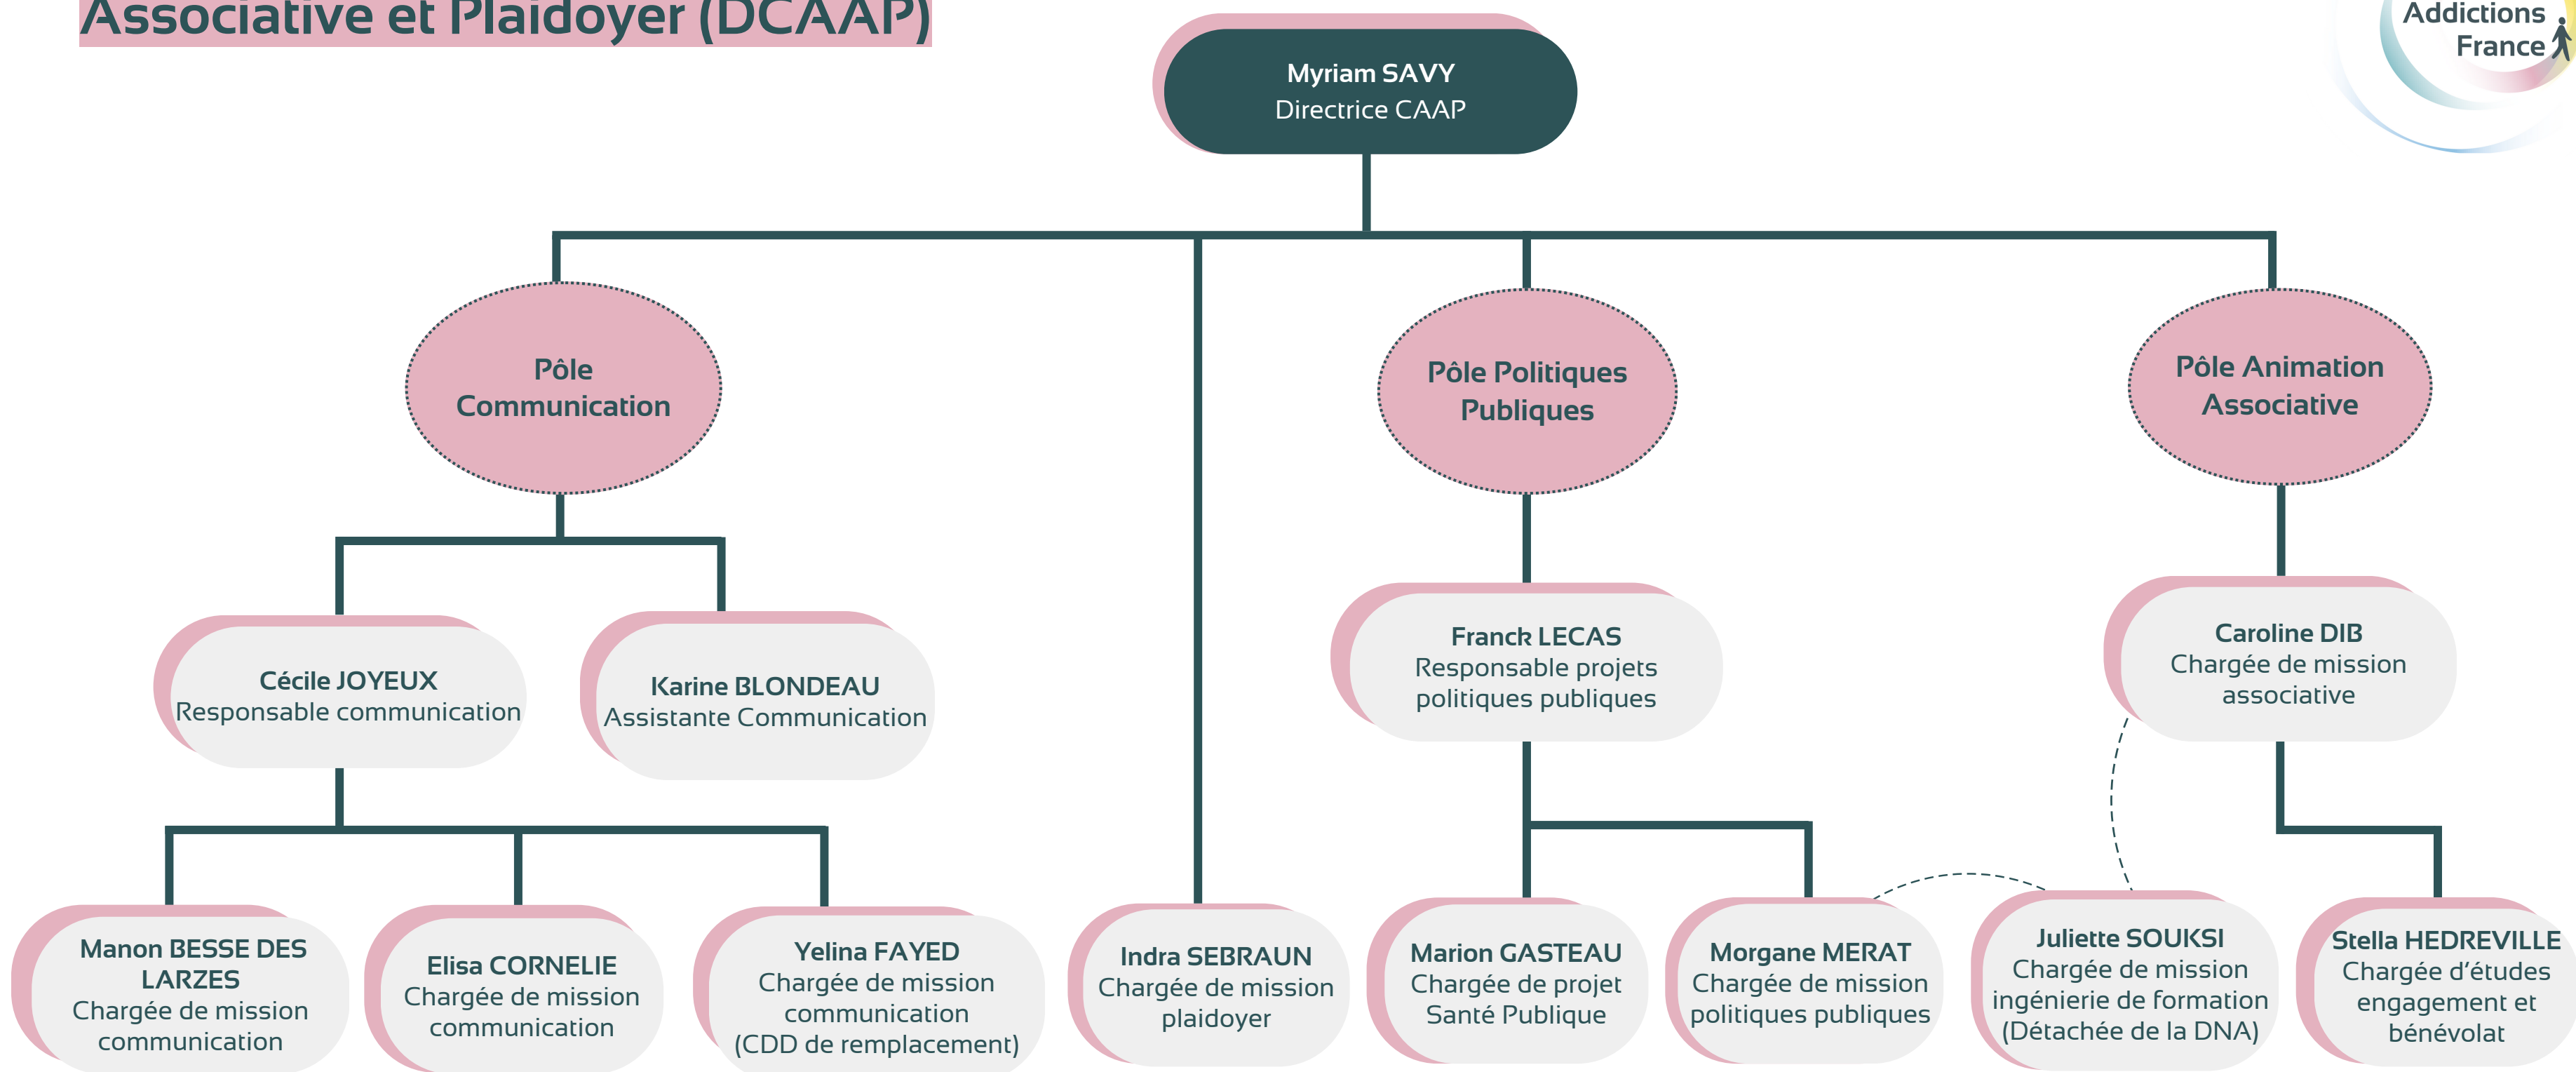 Associative et Plaidoyer (DCAAP)
Addictions
France
Myriam SAVY
Directrice CAAP
Pôle
Communication
Pôle Politiques
Publiques
Pôle Animation
Associative
Cécile JOYEUX
Responsable communication
Karine BLONDEAU
Assistante Communication
Franck LECAS
Responsable projets
politiques publiques
Caroline DIB
Chargée de mission
associative
Manon BESSE DES
LARZES
Chargée de mission
communication
Elisa CORNELIE
Chargée de mission
communication
Yelina FAYED
Chargée de mission
communication
(CDD de remplacement)
Indra SEBRAUN
Chargée de mission
plaidoyer
Marion GASTEAU
Chargée de projet
Santé Publique
Morgane MERAT
Chargée de mission
politiques publiques
Juliette SOUKSI
Chargée de mission
ingénierie de formation
(Détachée de la DNA)
Stella HEDREVILLE
Chargée d’études
engagement et
bénévolat